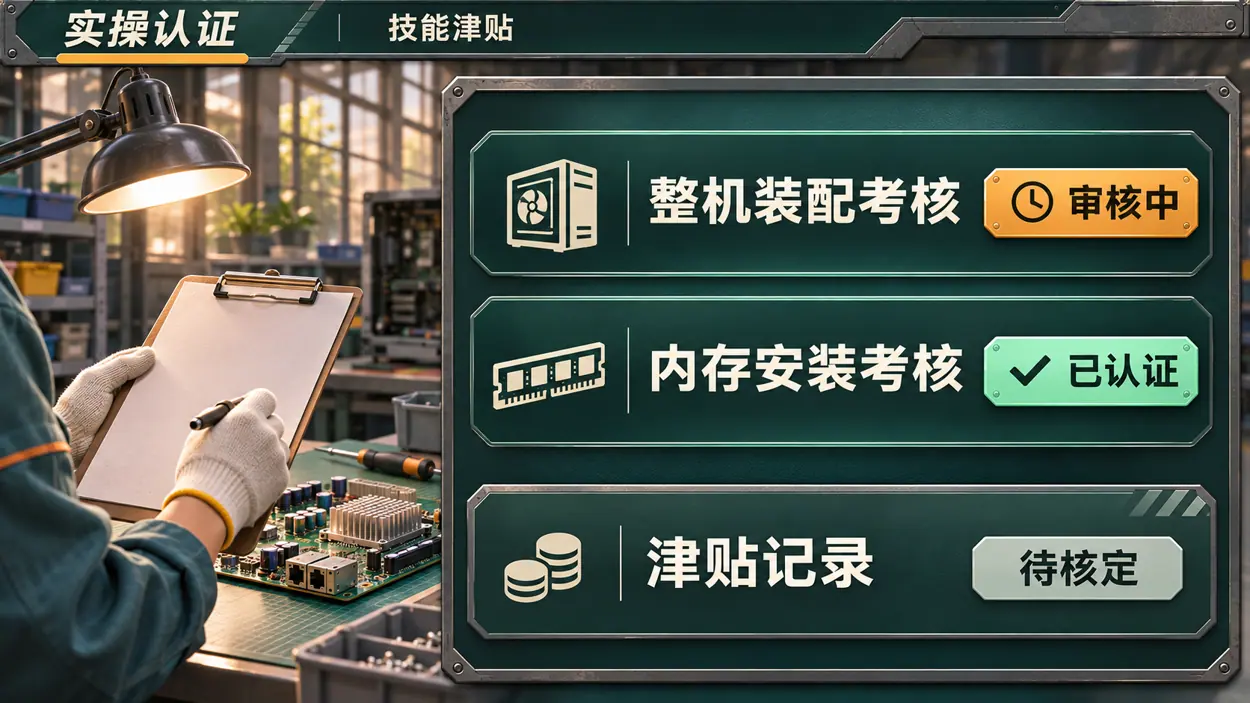 实操认证
技能津贴
整机装配考核
审核中
内存安装考核
已认证
津贴记录
待核定